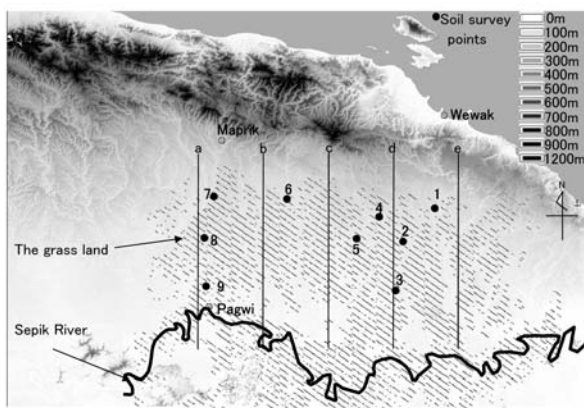 Soil survey
points
0m
100m
200m
300m
400m
500m
600m
700m
800m
900m
1200m
Wewak
Maprik
N
a
b
c
d
e
7
6
4
1
The grass land
8
5
2
9
3
Pagwi
Sepik River